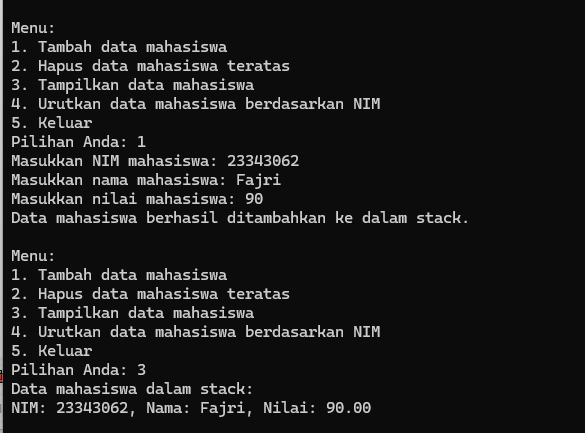 Menu:
1. Tambah data mahasiswa
2. Hapus data mahasiswa teratas
3. Tampilkan data mahasiswa
4. Urutkan data mahasiswa berdasarkan NIM
5. Keluar
Pilihan Anda: 1
Masukkan NIM mahasiswa: 23343062
Masukkan nama mahasiswa: Fajri
Masukkan nilai mahasiswa: 90
Data mahasiswa berhasil ditambahkan ke dalam stack.

Menu:
1. Tambah data mahasiswa
2. Hapus data mahasiswa teratas
3. Tampilkan data mahasiswa
4. Urutkan data mahasiswa berdasarkan NIM
5. Keluar
Pilihan Anda: 3
Data mahasiswa dalam stack:
NIM: 23343062, Nama: Fajri, Nilai: 90.00